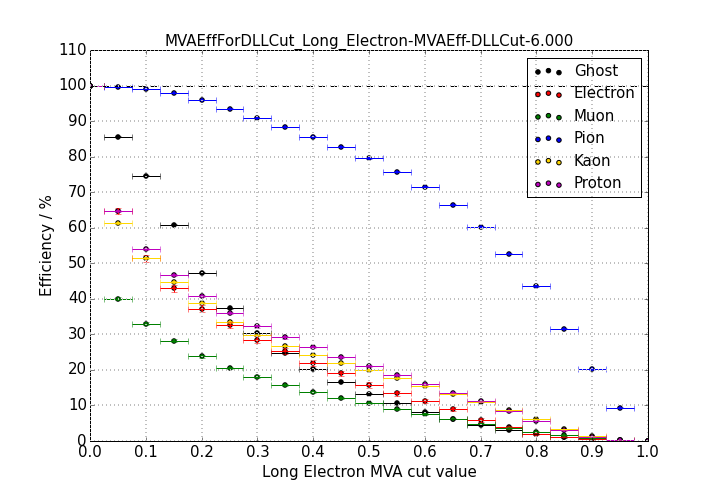 MVAEffForDLLCut_Long_Electron-MVAEff-DLLCut-6.000
110
100
90
80
70
60
50
40
30
20
10
0
Efficiency / %
Ghost
Electron
Muon
Pion
Kaon
Proton
0.0 0.1 0.2 0.3 0.4 0.5 0.6 0.7 0.8 0.9 1.0
Long Electron MVA cut value